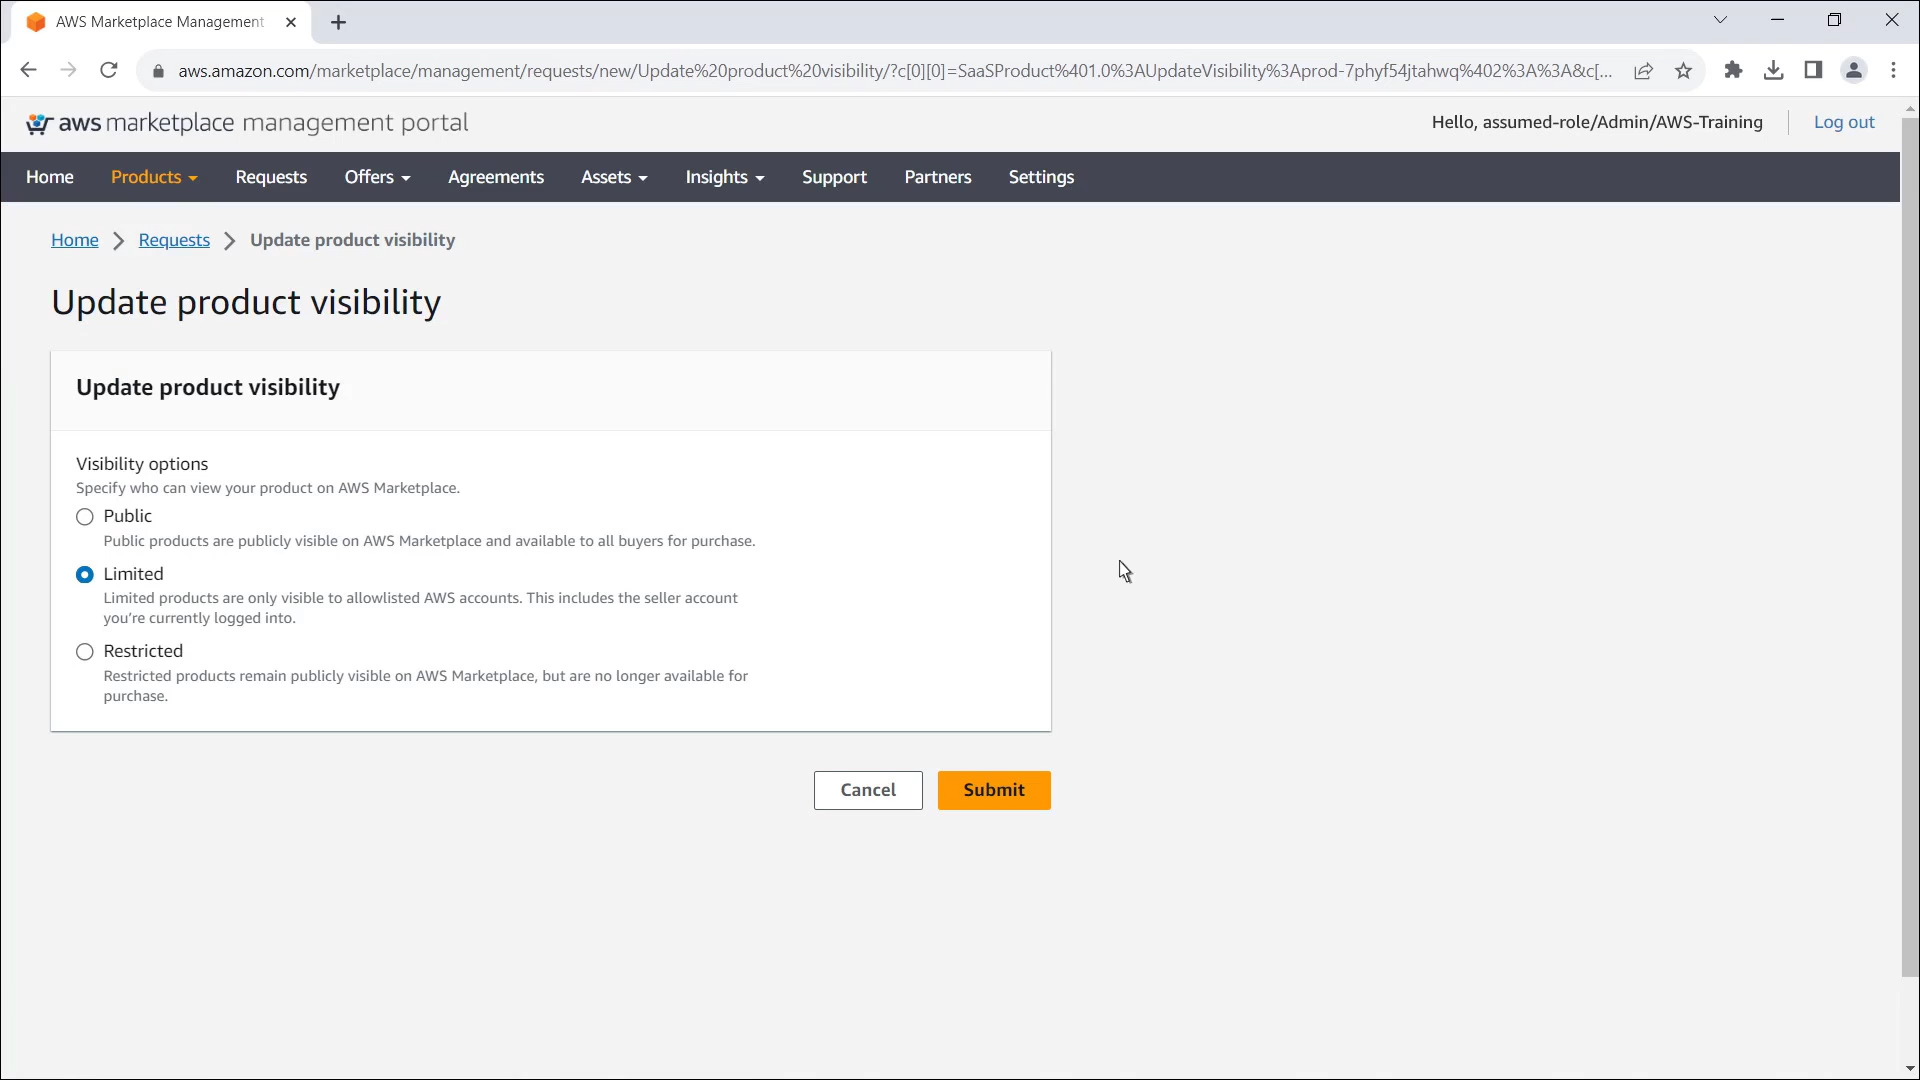 AWS Marketplace Management
aws.amazon.com/marketplace/management/requests/new/Update%20product%20visibility/?c[0][0]=SaaSProduct%401.0%3AUpdateVisibility%3Aprod-7phyf54jtahwq%402%3A%3A&c[...
aws marketplace management portal
Hello, assumed-role/Admin/AWS-Training
Log out
Home Products Requests Offers Agreements Assets Insights Support Partners Settings
Home Requests Update product visibility
Update product visibility
Update product visibility
Visibility options
Specify who can view your product on AWS Marketplace.
Public
Public products are publicly visible on AWS Marketplace and available to all buyers for purchase.
Limited
Limited products are only visible to allowlisted AWS accounts. This includes the seller account
you’re currently logged into.
Restricted
Restricted products remain publicly visible on AWS Marketplace, but are no longer available for
purchase.
Cancel Submit